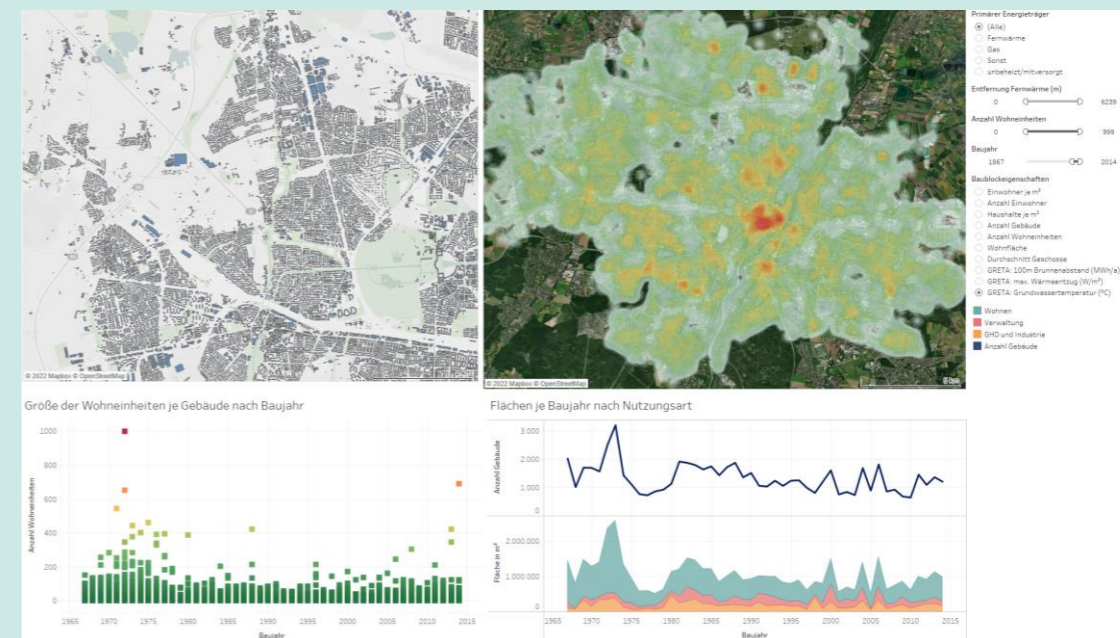 © 2022 Mapbox © OpenStreetMap
© 2022 Mapbox © OpenStreetMap
5 km
Primärer Energieträger
(Alle)
Fernwärme
Gas
Sonst
unbeheizt/mitversorgt
Entfernung Fernwärme (m)
0 6239
Anzahl Wohneinheiten
0 999
Baujahr
1967 2014
Baublockeigenschaften
Einwohner je m²
Anzahl Einwohner
Haushalte je m²
Anzahl Gebäude
Anzahl Wohneinheiten
Wohnfläche
Durchschnitt Geschosse
GRETA: 100m Brunnenabstand (MWh/a)
GRETA: max. Wärmeentzug (W/m²)
GRETA: Grundwassertemperatur (°C)
Wohnen
Verwaltung
GHD und Industrie
Anzahl Gebäude
Größe der Wohneinheiten je Gebäude nach Baujahr
Anzahl Wohneinheiten
1000
800
600
400
200
0
1965 1970 1975 1980 1985 1990 1995 2000 2005 2010 2015
Baujahr
Flächen je Baujahr nach Nutzungsart
Anzahl Gebäude
3.000
2.000
1.000
0
Fläche in m²
2.000.000
1.000.000
0
1965 1970 1975 1980 1985 1990 1995 2000 2005 2010 2015
Baujahr